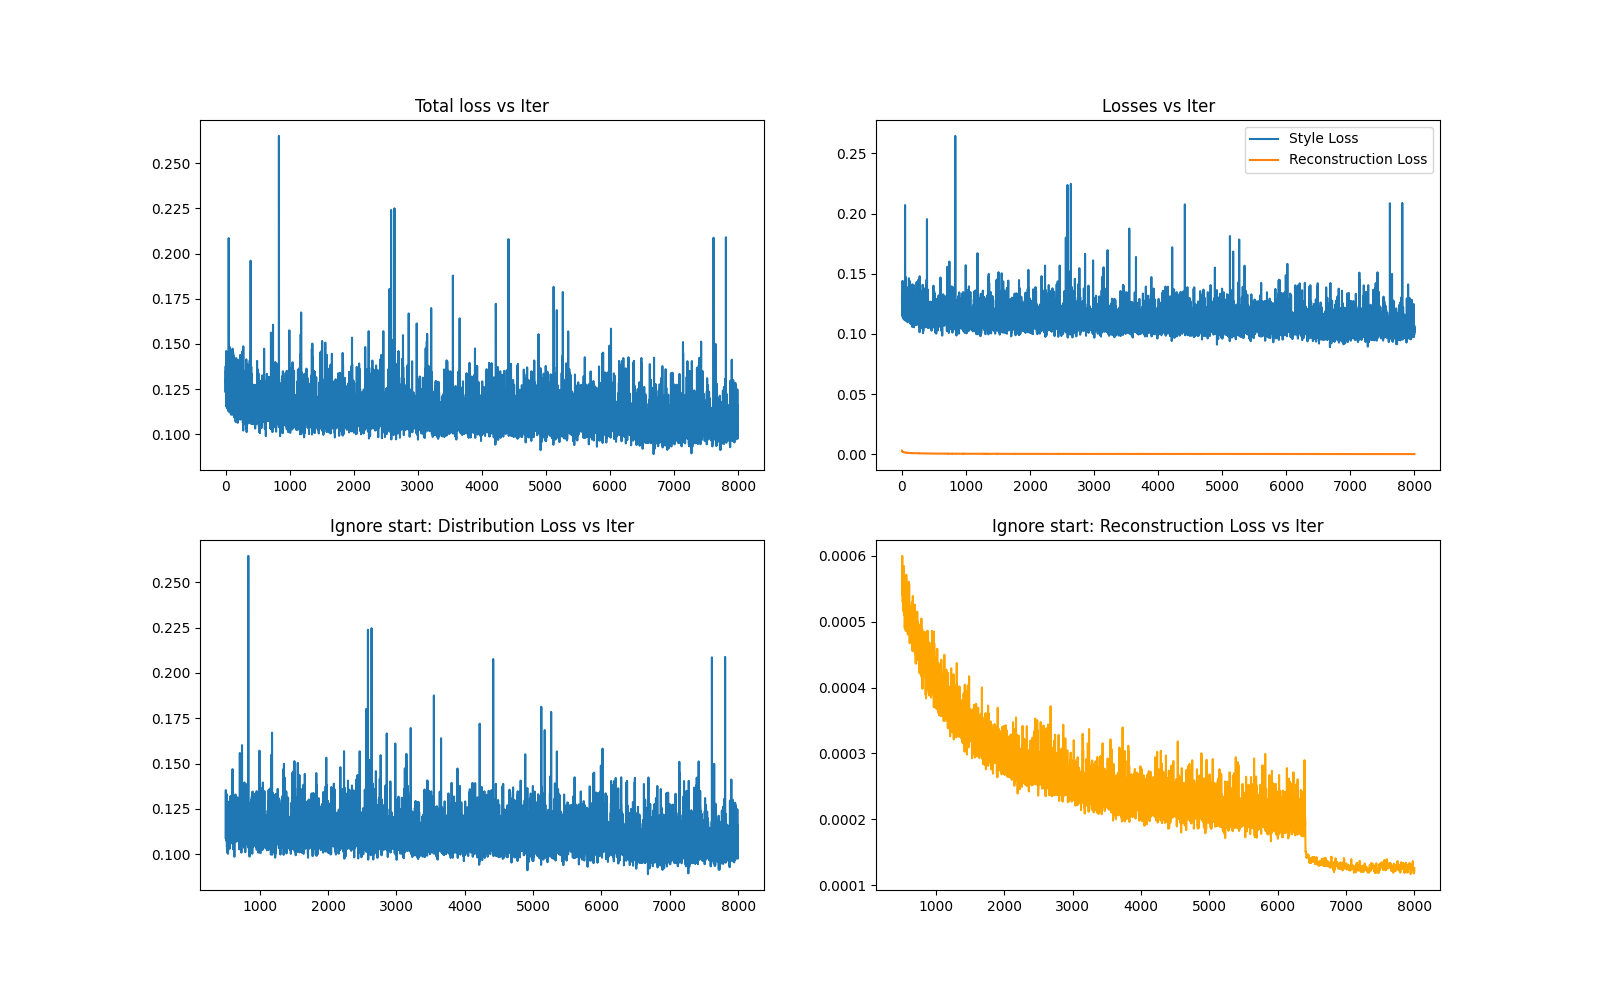 Total loss vs Iter
0.250
0.225
0.200
0.175
0.150
0.125
0.100
0 1000 2000 3000 4000 5000 6000 7000 8000
Losses vs Iter
Style Loss
Reconstruction Loss
0.25
0.20
0.15
0.10
0.05
0.00
0 1000 2000 3000 4000 5000 6000 7000 8000
Ignore start: Distribution Loss vs Iter
0.250
0.225
0.200
0.175
0.150
0.125
0.100
1000 2000 3000 4000 5000 6000 7000 8000
Ignore start: Reconstruction Loss vs Iter
0.0006
0.0005
0.0004
0.0003
0.0002
0.0001
1000 2000 3000 4000 5000 6000 7000 8000